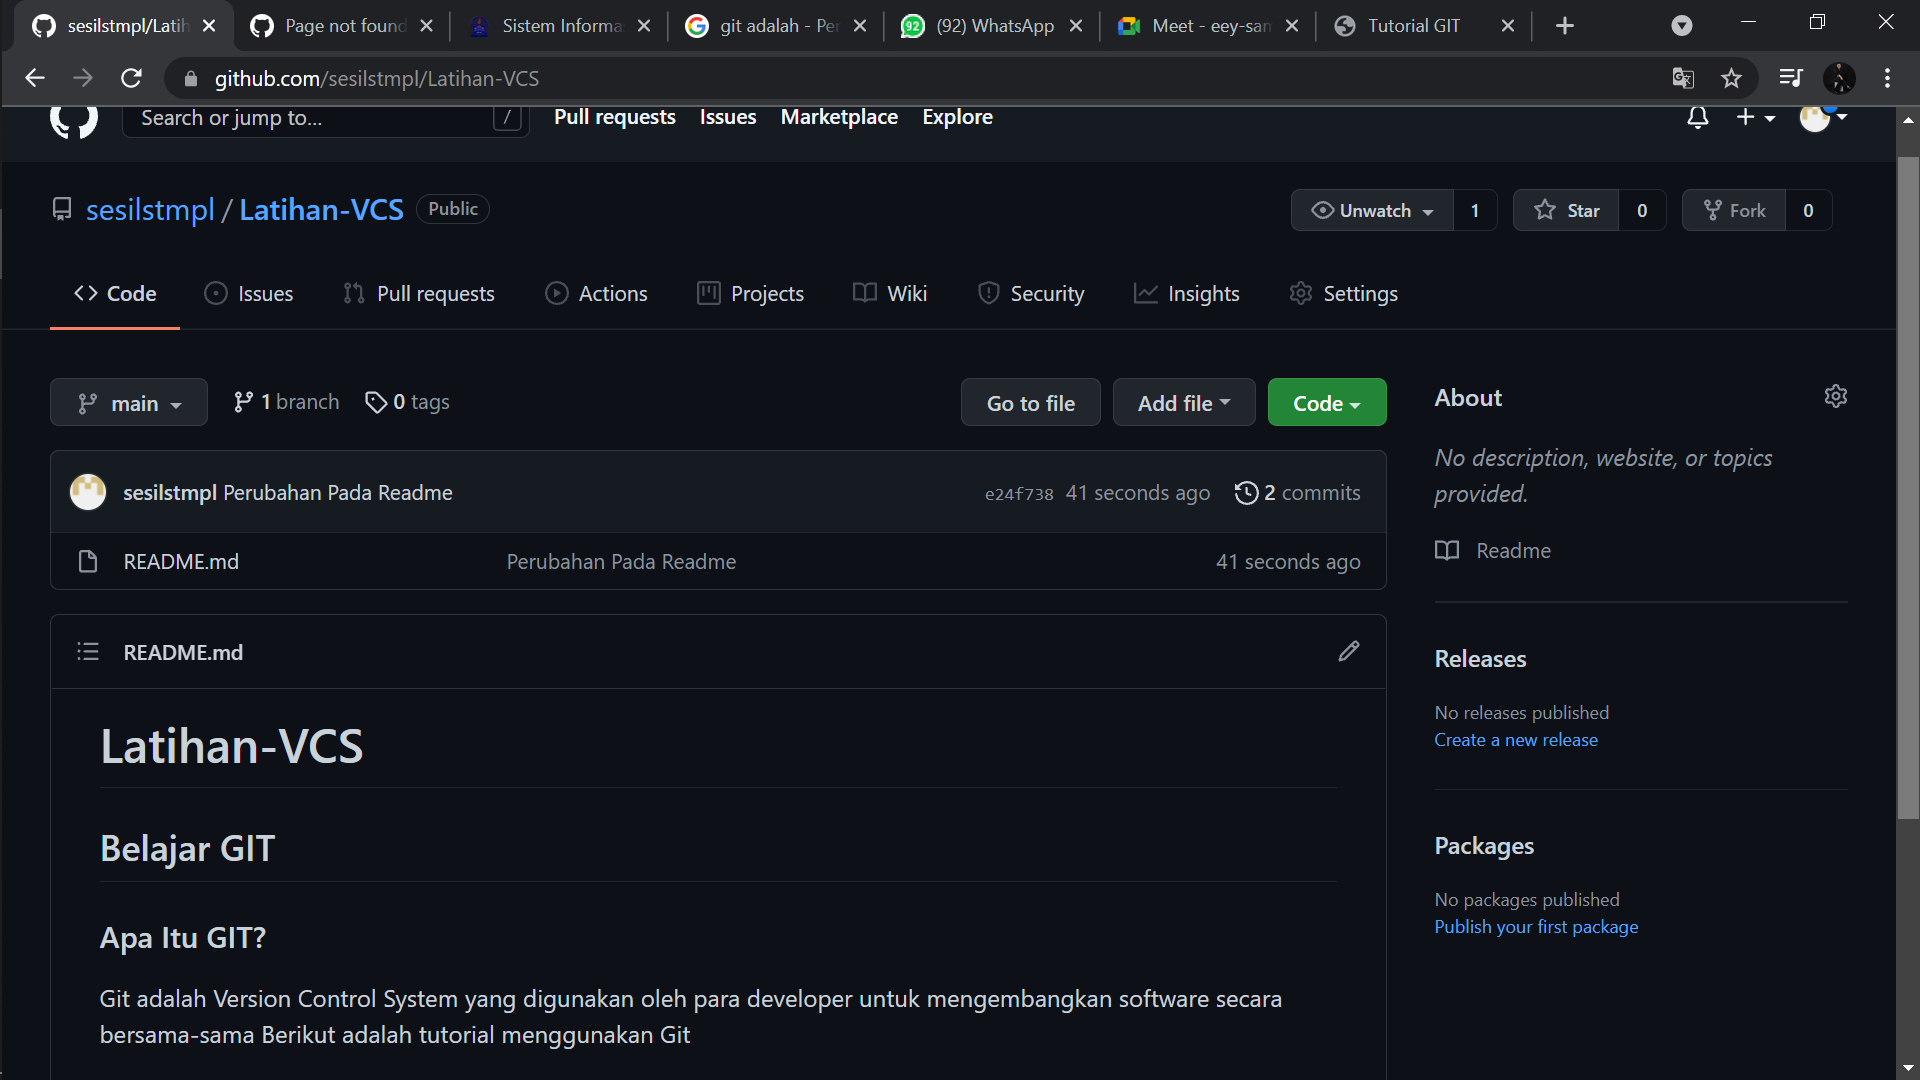 sesilstmpl/Latih
Page not found
Sistem Informa
git adalah - Pe
92
(92) WhatsApp
Meet - eey-san
Tutorial GIT
github.com/sesilstmpl/Latihan-VCS
Search or jump to...
/
Pull requests
Issues
Marketplace
Explore
sesilstmpl / Latihan-VCS
Public
Unwatch
1
Star
0
Fork
0
Code
Issues
Pull requests
Actions
Projects
Wiki
Security
Insights
Settings
main
1 branch
0 tags
Go to file
Add file
Code
About
No description, website, or topics
provided.
sesilstmpl Perubahan Pada Readme
e24f738 41 seconds ago
2 commits
README.md
Perubahan Pada Readme
41 seconds ago
Readme
README.md
Releases
No releases published
Create a new release
Latihan-VCS
Belajar GIT
Packages
No packages published
Publish your first package
Apa Itu GIT?
Git adalah Version Control System yang digunakan oleh para developer untuk mengembangkan software secara
bersama-sama Berikut adalah tutorial menggunakan Git